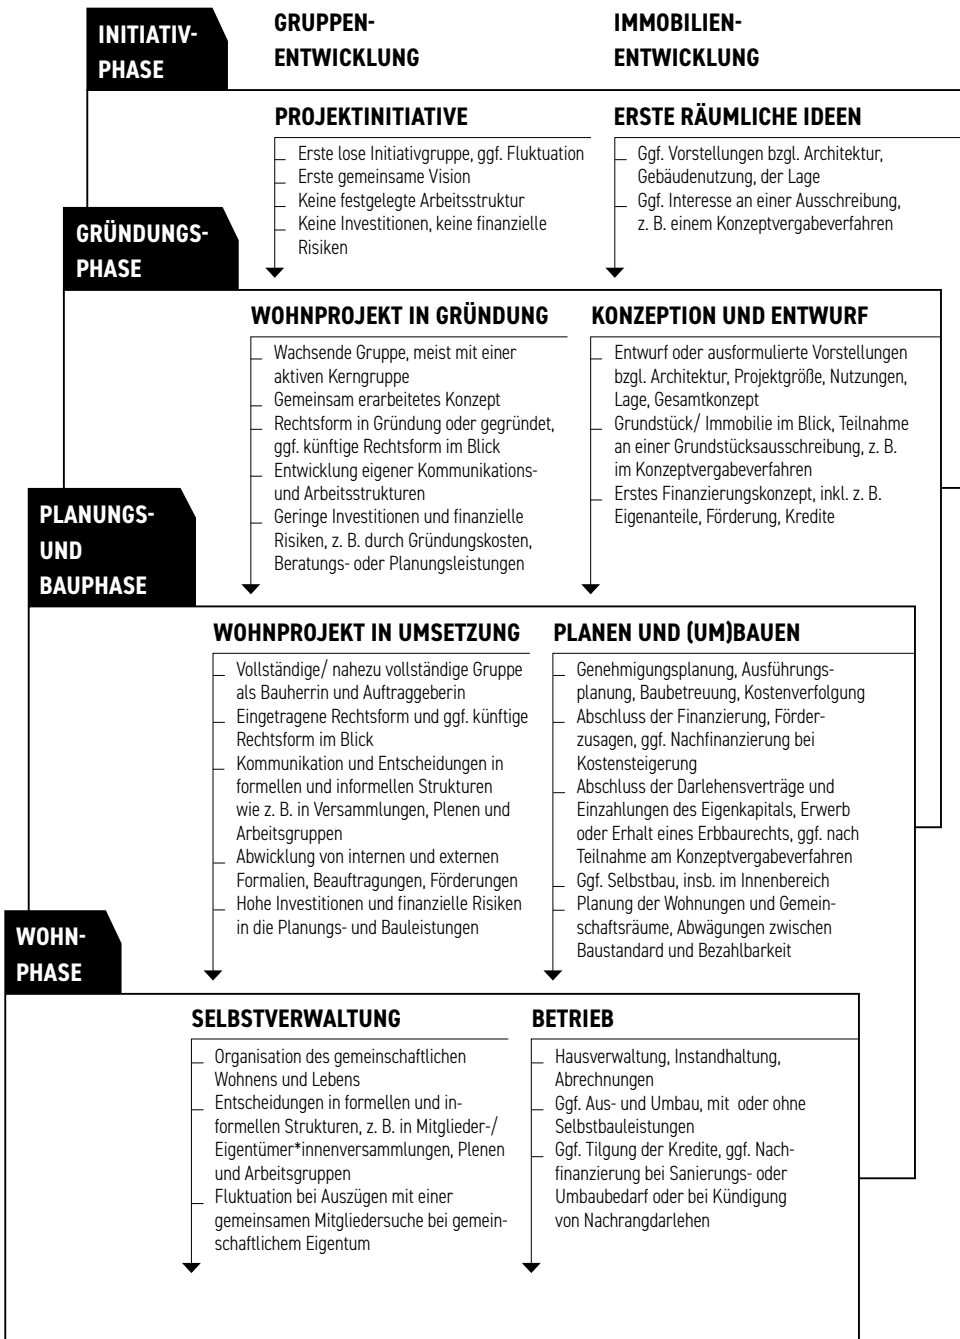 INITIATIV-
PHASE
GRUPPEN-
ENTWICKLUNG
IMMOBILIEN-
ENTWICKLUNG
PROJEKTINITIATIVE
Erste lose Initiativgruppe, ggf. Fluktuation
Erste gemeinsame Vision
Keine festgelegte Arbeitsstruktur
Keine Investitionen, keine finanzielle
Risiken
ERSTE RÄUMLICHE IDEEN
Ggf. Vorstellungen bzgl. Architektur,
Gebäudenutzung, der Lage
Ggf. Interesse an einer Ausschreibung,
z. B. einem Konzeptvergabeverfahren
GRÜNDUNGS-
PHASE
WOHNPROJEKT IN GRÜNDUNG
Wachsende Gruppe, meist mit einer
aktiven Kerngruppe
Gemeinsam erarbeitetes Konzept
Rechtsform in Gründung oder gegründet,
ggf. künftige Rechtsform im Blick
Entwicklung eigener Kommunikations-
und Arbeitsstrukturen
Geringe Investitionen und finanzielle
Risiken, z. B. durch Gründungskosten,
Beratungs- oder Planungsleistungen
KONZEPTION UND ENTWURF
Entwurf oder ausformulierte Vorstellungen
bzgl. Architektur, Projektgröße, Nutzungen,
Lage, Gesamtkonzept
Grundstück/ Immobilie im Blick, Teilnahme
an einer Grundstücksausschreibung, z. B.
im Konzeptvergabeverfahren
Erstes Finanzierungskonzept, inkl. z. B.
Eigenanteile, Förderung, Kredite
PLANUNGS-
UND
BAUPHASE
WOHNPROJEKT IN UMSETZUNG
Vollständige/ nahezu vollständige Gruppe
als Bauherrin und Auftraggeberin
Eingetragene Rechtsform und ggf. künftige
Rechtsform im Blick
Kommunikation und Entscheidungen in
formellen und informellen Strukturen
wie z. B. in Versammlungen, Plenen und
Arbeitsgruppen
Abwicklung von internen und externen
Formalien, Beauftragungen, Förderungen
Hohe Investitionen und finanzielle Risiken
in die Planungs- und Bauleistungen
PLANEN UND (UM)BAUEN
Genehmigungsplanung, Ausführungs-
planung, Baubetreuung, Kostenverfolgung
Abschluss der Finanzierung, Förder-
zusagen, ggf. Nachfinanzierung bei
Kostensteigerung
Abschluss der Darlehensverträge und
Einzahlungen des Eigenkapitals, Erwerb
oder Erhalt eines Erbbaurechts, ggf. nach
Teilnahme am Konzeptvergabeverfahren
Ggf. Selbstbau, insb. im Innenbereich
Planung der Wohnungen und Gemein-
schaftsräume, Abwägungen zwischen
Baustandard und Bezahlbarkeit
WOHN-
PHASE
SELBSTVERWALTUNG
Organisation des gemeinschaftlichen
Wohnens und Lebens
Entscheidungen in formellen und in-
formellen Strukturen, z. B. in Mitglieder-/
Eigentümer*innenversammlungen, Plenen
und Arbeitsgruppen
Fluktuation bei Auszügen mit einer
gemeinsamen Mitgliedersuche bei gemein-
schaftlichem Eigentum
BETRIEB
Hausverwaltung, Instandhaltung,
Abrechnungen
Ggf. Aus- und Umbau, mit oder ohne
Selbstbauleistungen
Ggf. Tilgung der Kredite, ggf. Nach-
finanzierung bei Sanierungs- oder
Umbaubedarf oder bei Kündigung
von Nachrangdarlehen